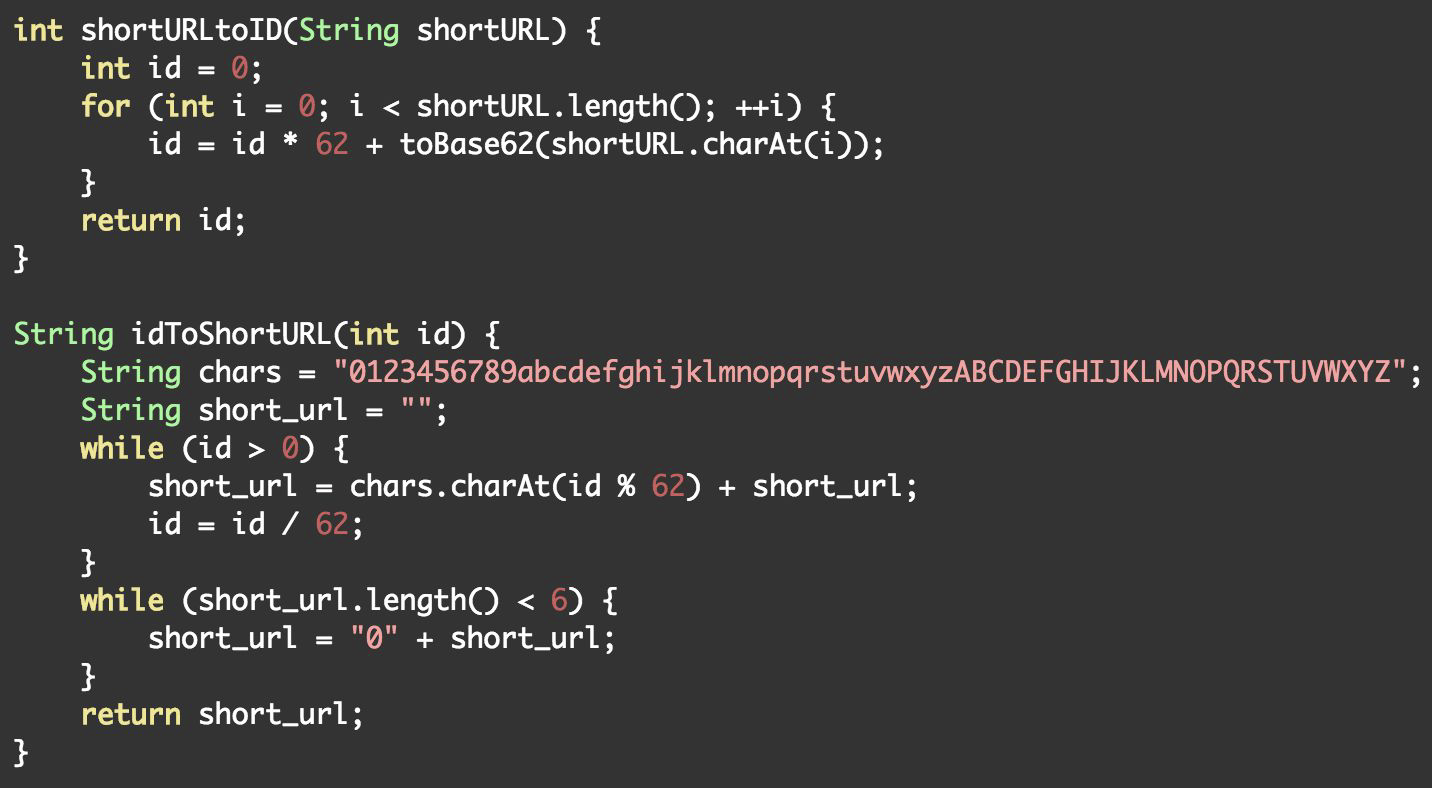 int shortURLtoID(String shortURL) {
    int id = 0;
    for (int i = 0; i < shortURL.length(); ++i) {
        id = id * 62 + toBase62(shortURL.charAt(i));
    }
    return id;
}

String idToShortURL(int id) {
    String chars = "0123456789abcdefghijklmnopqrstuvwxyzABCDEFGHIJKLMNOPQRSTUVWXYZ";
    String short_url = "";
    while (id > 0) {
        short_url = chars.charAt(id % 62) + short_url;
        id = id / 62;
    }
    while (short_url.length() < 6) {
        short_url = "0" + short_url;
    }
    return short_url;
}